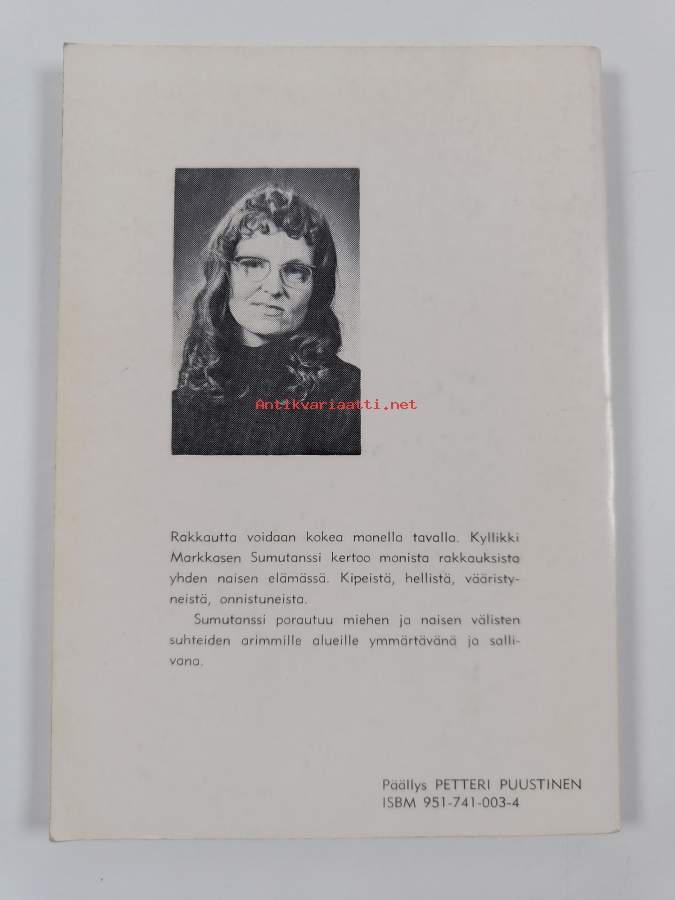 Antikvariaatti.net
Rakkautta voidaan kokea monella tavalla. Kyllikki
Markkasen Sumutanssi kertoo monista rakkauksista
yhden naisen elämässä. Kipeistä, hellistä, vääristy-
neistä, onnistuneista.
Sumutanssi porautuu miehen ja naisen välisten
suhteiden arimmille alueille ymmärtävänä ja salli-
vana.
Päällys PETTERI PUUSTINEN
ISBM 951-741-003-4